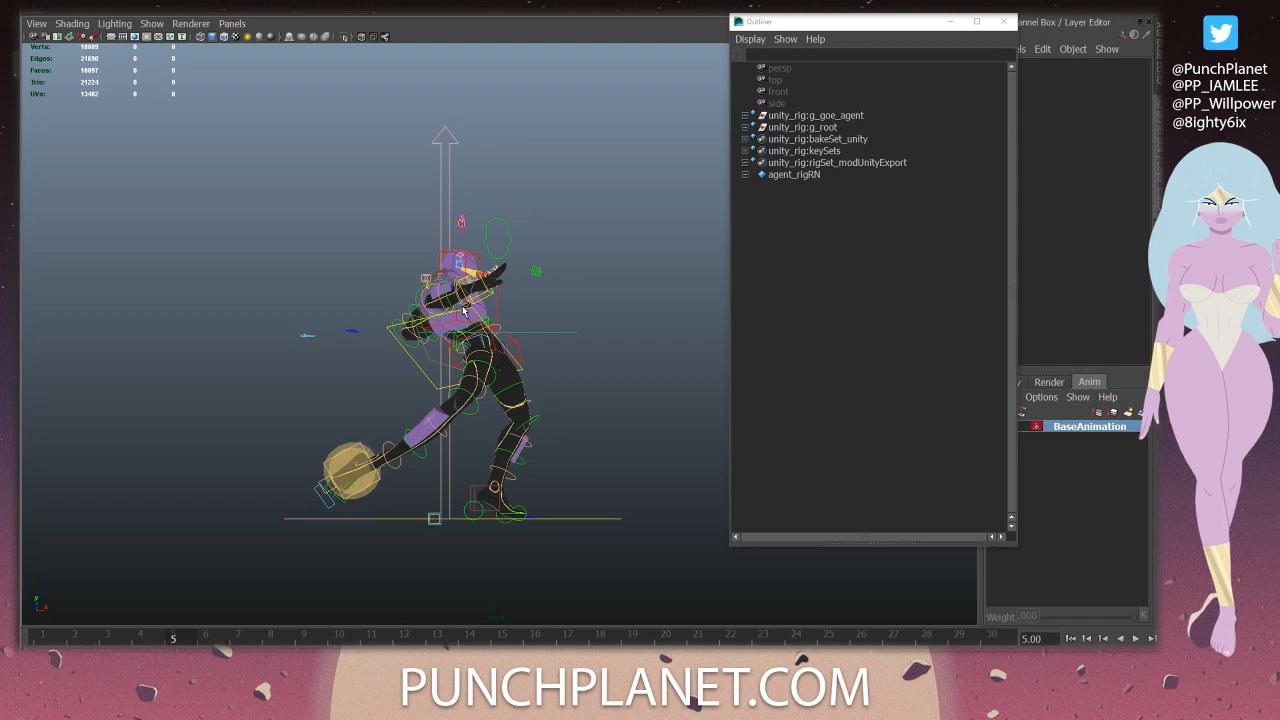 View Shading Lighting Show Renderer Panels
Verts: 10889 0 0
Edges: 21690 0 0
Faces: 10897 0 0
Tris: 21224 0 0
UVs: 13482 0 0
Outliner
Display Show Help
persp
top
front
side
unity_rig:g_goe_agent
unity_rig:g_root
unity_rig:bakeSet_unity
unity_rig:keySets
unity_rig:rigSet_modUnityExport
agent_rigRN
annel Box / Layer Editor
els Edit Object Show
y Render Anim
Options Show Help
BaseAnimation
Weight .000 K
y
x
1 2 3 4 5 6 7 8 9 10 11 12 13 14 15 16 17 18 19 20 21 22 23 24 25 26 27 28 29 30
5.00
@PunchPlanet
@PP_IAMLEE
@PP_Willpower
@8ighty6ix
PUNCHPLANET.COM